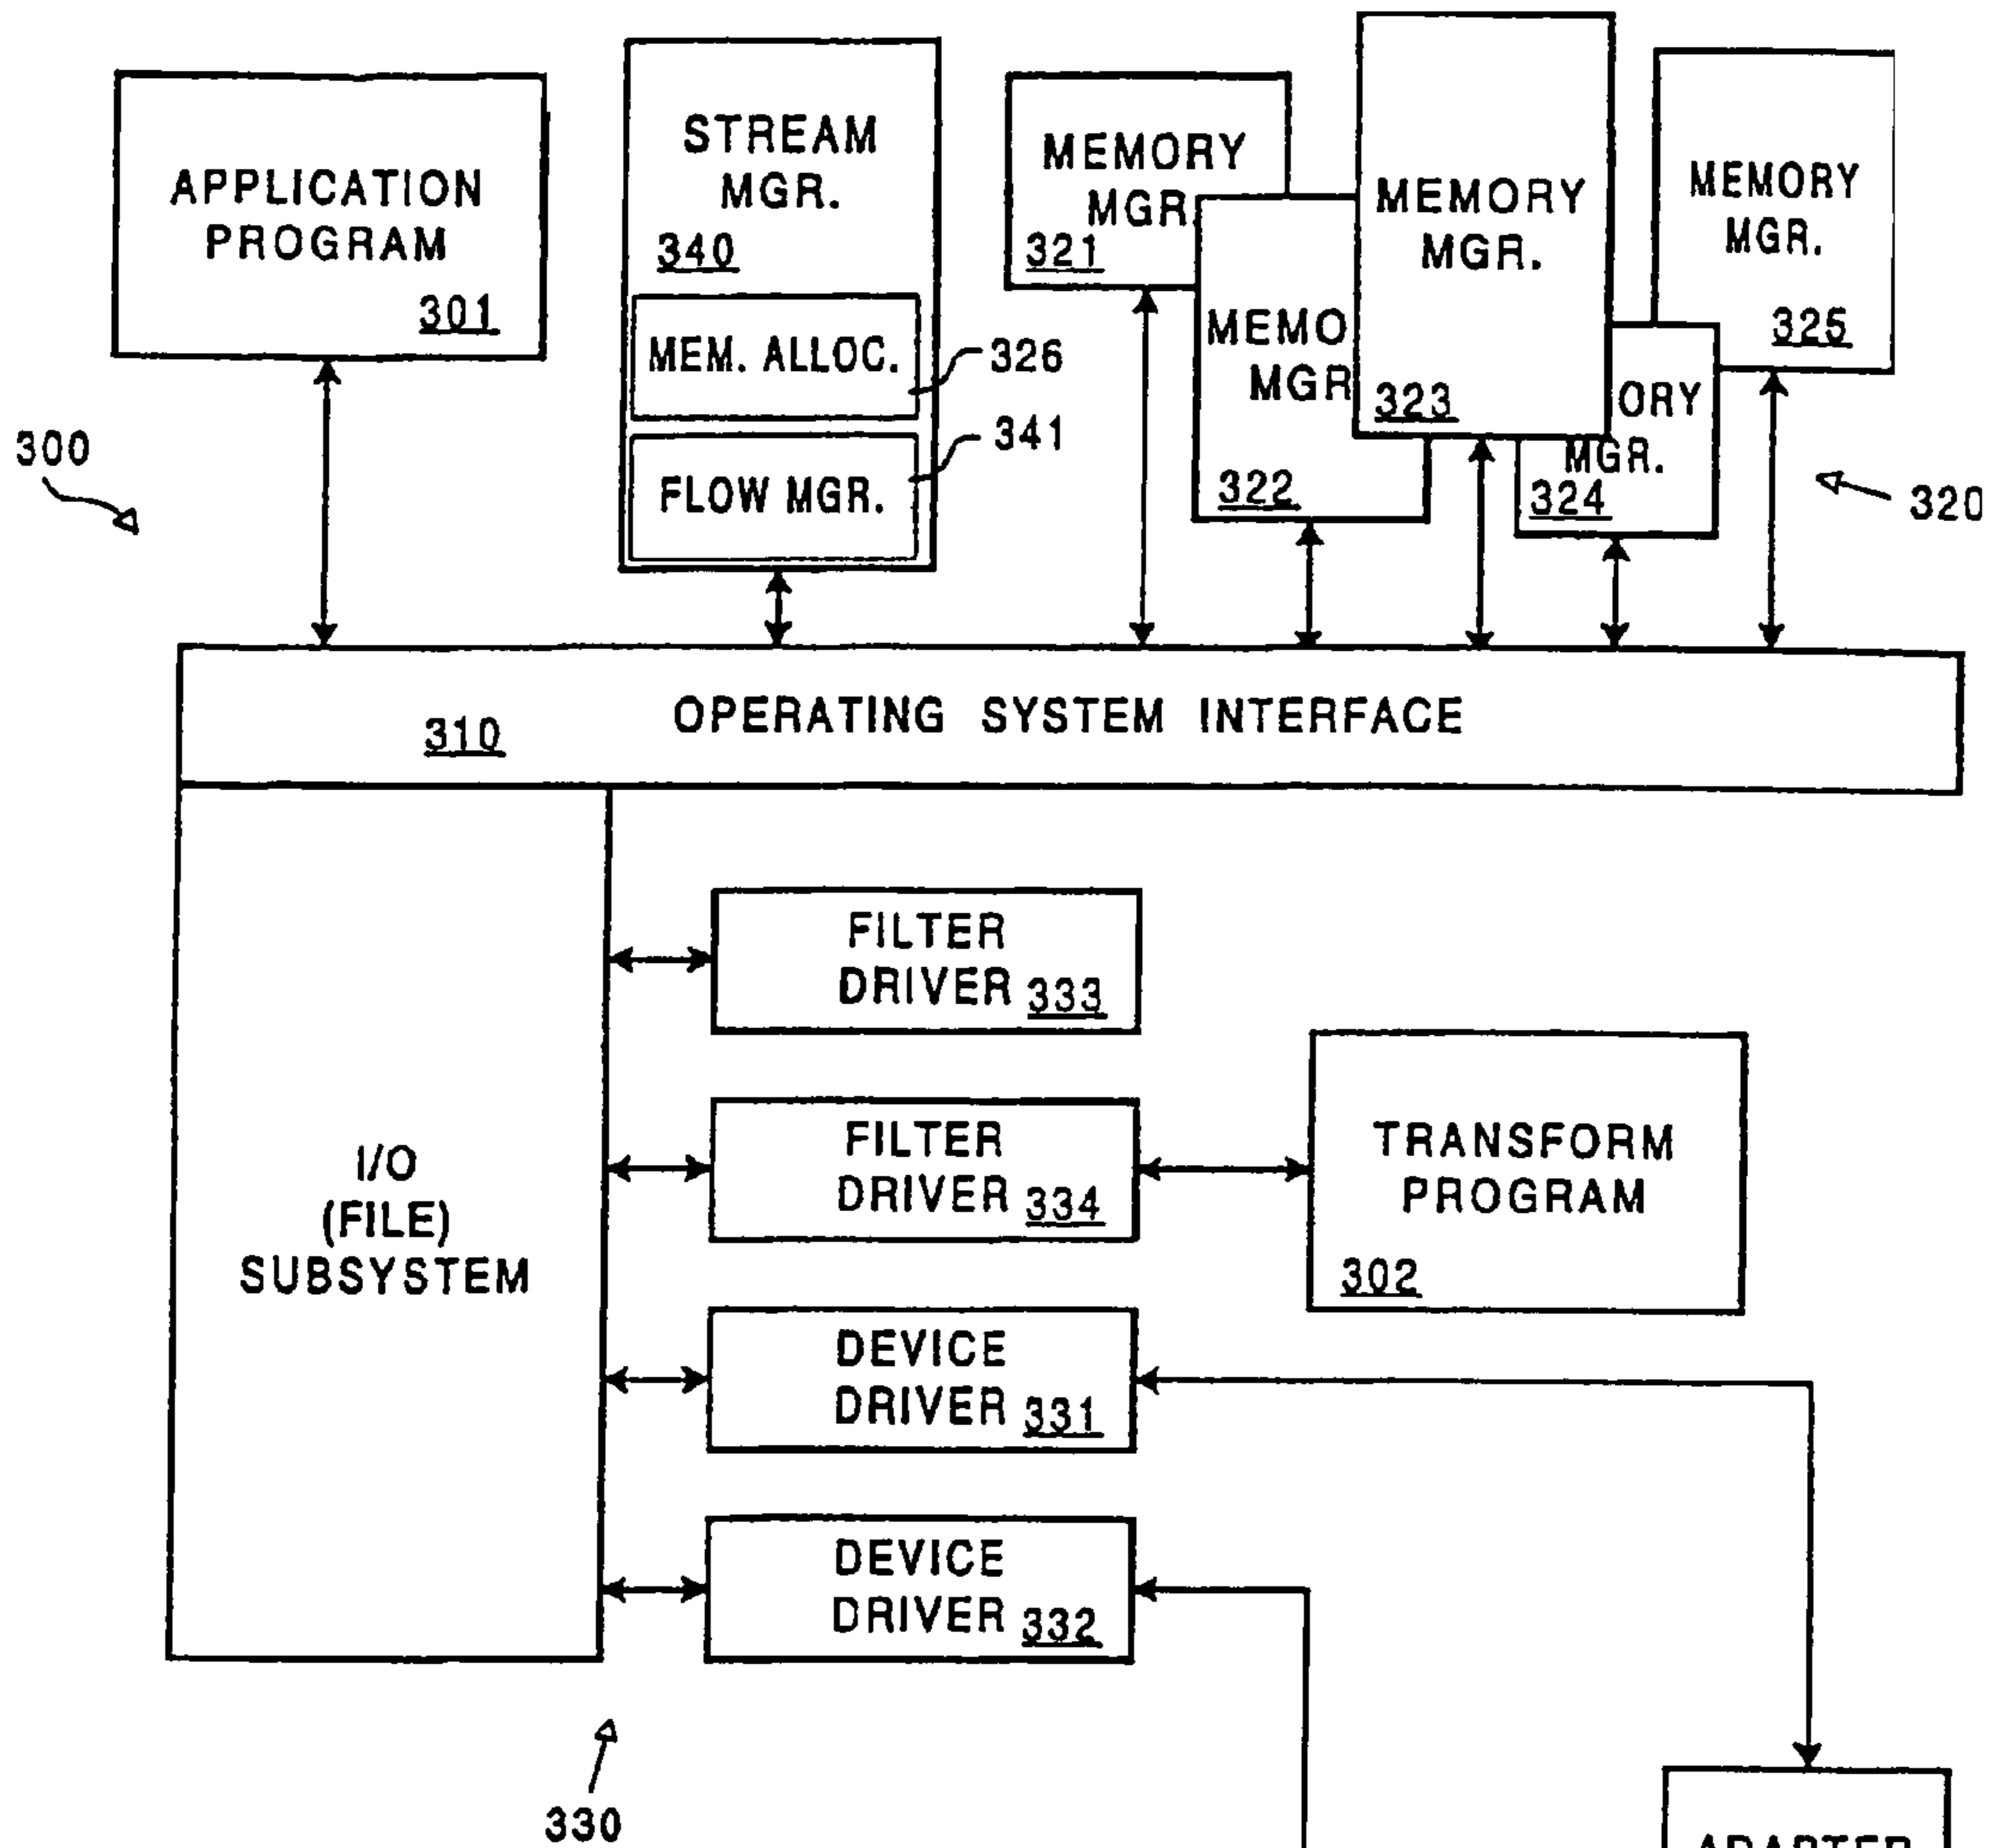 APPLICATION
PROGRAM
301
STREAM
MGR.
340
MEM. ALLOC.
326
FLOW MGR.
341
MEMORY
MGR.
321
MEMO
MGR
322
MEMORY
MGR.
323
ORY
MGR.
324
MEMORY
MGR.
325
300
320
310
OPERATING SYSTEM INTERFACE
I/O
(FILE)
SUBSYSTEM
FILTER
DRIVER 333
FILTER
DRIVER 334
TRANSFORM
PROGRAM
302
DEVICE
DRIVER 331
DEVICE
DRIVER 332
330
ADAPTER